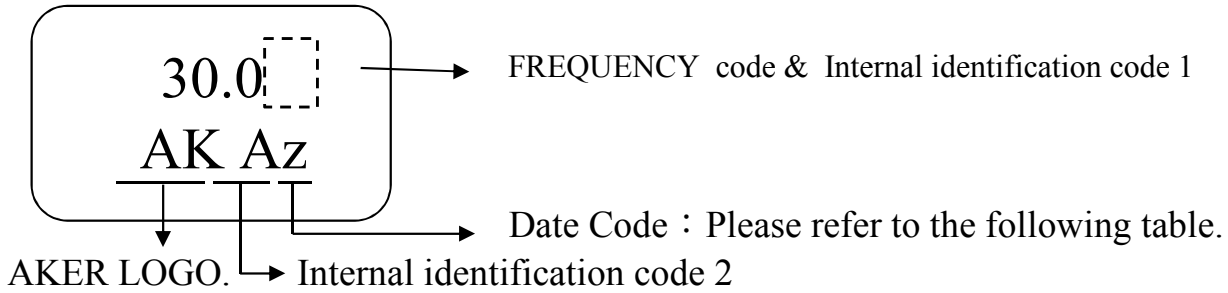 30.0
FREQUENCY code & Internal identification code 1
AK Az
Date Code：Please refer to the following table.
AKER LOGO.
Internal identification code 2